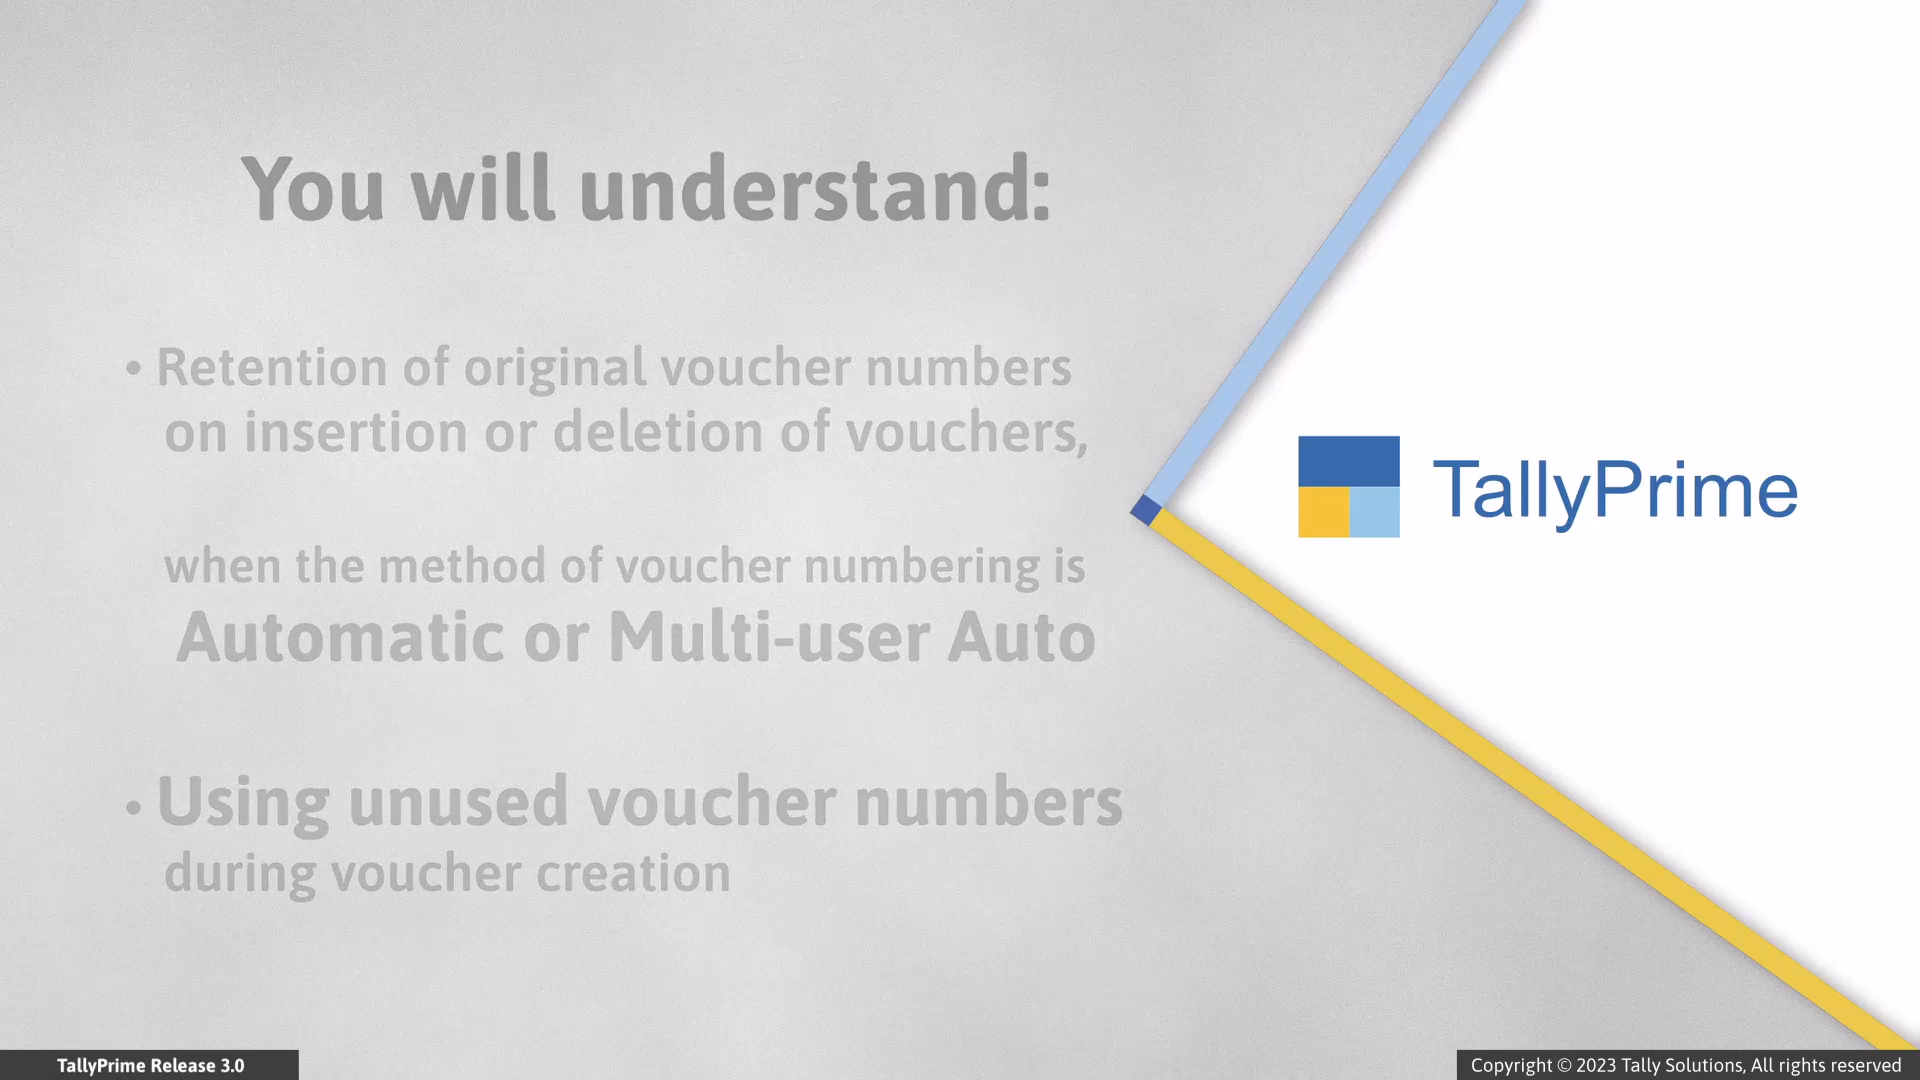 You will understand:
• Retention of original voucher numbers
on insertion or deletion of vouchers,
when the method of voucher numbering is
Automatic or Multi-user Auto
• Using unused voucher numbers
during voucher creation
TallyPrime
TallyPrime Release 3.0
Copyright © 2023 Tally Solutions, All rights reserved